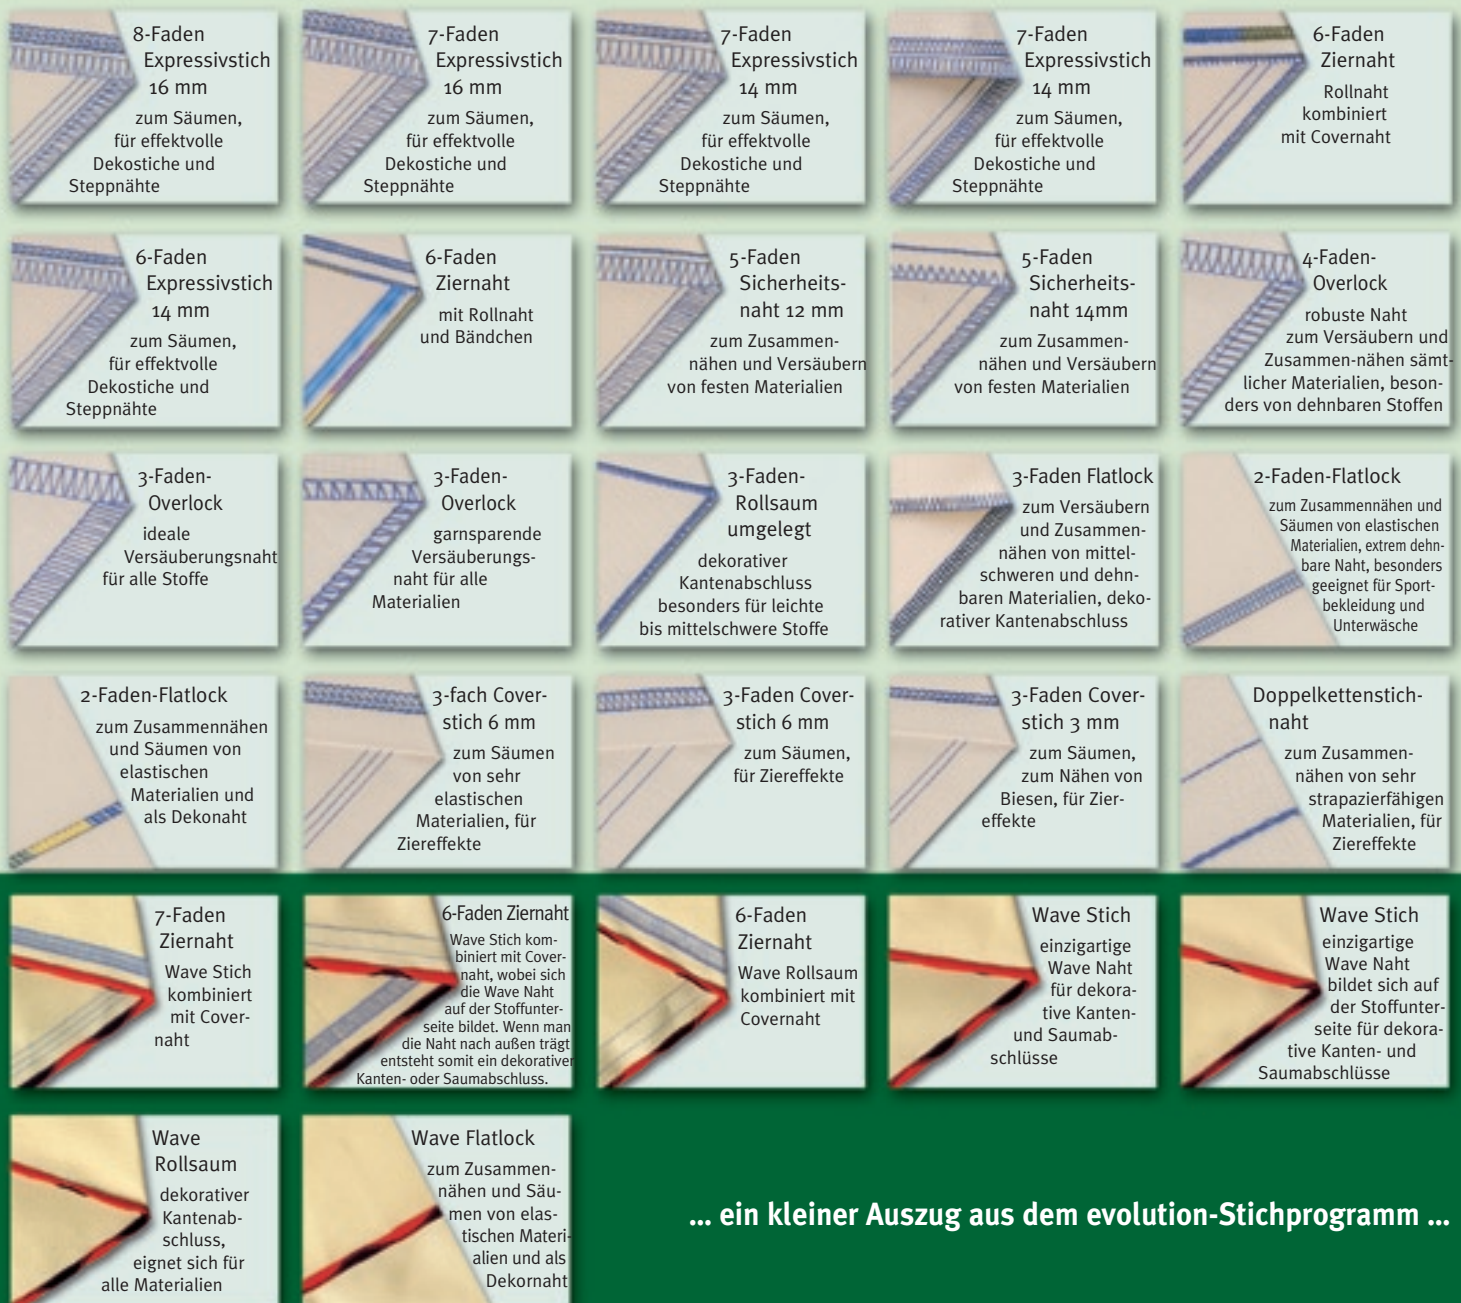 8-Faden
Expressivstich
16 mm
zum Säumen,
für effektvolle
Dekostiche und
Steppnähte
7-Faden
Expressivstich
16 mm
zum Säumen,
für effektvolle
Dekostiche und
Steppnähte
7-Faden
Expressivstich
14 mm
zum Säumen,
für effektvolle
Dekostiche und
Steppnähte
7-Faden
Expressivstich
14 mm
zum Säumen,
für effektvolle
Dekostiche und
Steppnähte
6-Faden
Ziernaht
Rollnaht
kombiniert
mit Covernaht
6-Faden
Expressivstich
14 mm
zum Säumen,
für effektvolle
Dekostiche und
Steppnähte
6-Faden
Ziernaht
mit Rollnaht
und Bändchen
5-Faden
Sicherheits-
naht 12 mm
zum Zusammen-
nähen und Versäubern
von festen Materialien
5-Faden
Sicherheits-
naht 14mm
zum Zusammen-
nähen und Versäubern
von festen Materialien
4-Faden-
Overlock
robuste Naht
zum Versäubern und
Zusammen-nähen sämt-
licher Materialien, beson-
ders von dehnbaren Stoffen
3-Faden-
Overlock
ideale
Versäuberungsnaht
für alle Stoffe
3-Faden-
Overlock
garnsparende
Versäuberungs-
naht für alle
Materialien
3-Faden-
Rollsaum
umgelegt
dekorativer
Kantenabschluss
besonders für leichte
bis mittelschwere Stoffe
3-Faden Flatlock
zum Versäubern
und Zusammen-
nähen von mittel-
schweren und dehn-
baren Materialien, deko-
rativer Kantenabschluss
2-Faden-Flatlock
zum Zusammennähen und
Säumen von elastischen
Materialien, extrem dehn-
bare Naht, besonders
geeignet für Sport-
bekleidung und
Unterwäsche
2-Faden-Flatlock
zum Zusammennähen
und Säumen von
elastischen
Materialien und
als Dekonaht
3-fach Cover-
stich 6 mm
zum Säumen
von sehr
elastischen
Materialien, für
Ziereffekte
3-Faden Cover-
stich 6 mm
zum Säumen,
für Ziereffekte
3-Faden Cover-
stich 3 mm
zum Säumen,
zum Nähen von
Biesen, für Zier-
effekte
Doppelkettenstich-
naht
zum Zusammen-
nähen von sehr
strapazierfähigen
Materialien, für
Ziereffekte
7-Faden
Ziernaht
Wave Stich
kombiniert
mit Cover-
naht
6-Faden Ziernaht
Wave Stich kom-
biniert mit Cover-
naht, wobei sich
die Wave Naht
auf der Stoffunter-
seite bildet. Wenn man
die Naht nach außen trägt
entsteht somit ein dekorativer
Kanten- oder Saumabschluss.
6-Faden
Ziernaht
Wave Rollsaum
kombiniert mit
Covernaht
Wave Stich
einzigartige
Wave Naht
für dekora-
tive Kanten-
und Saumab-
schlüsse
Wave Stich
einzigartige
Wave Naht
bildet sich auf
der Stoffunter-
seite für dekora-
tive Kanten- und
Saumabschlüsse
Wave
Rollsaum
dekorativer
Kantenab-
schluss,
eignet sich für
alle Materialien
Wave Flatlock
zum Zusammen-
nähen und Säu-
men von elas-
tischen Materi-
alien und als
Dekornaht
... ein kleiner Auszug aus dem evolution-Stichprogramm ...